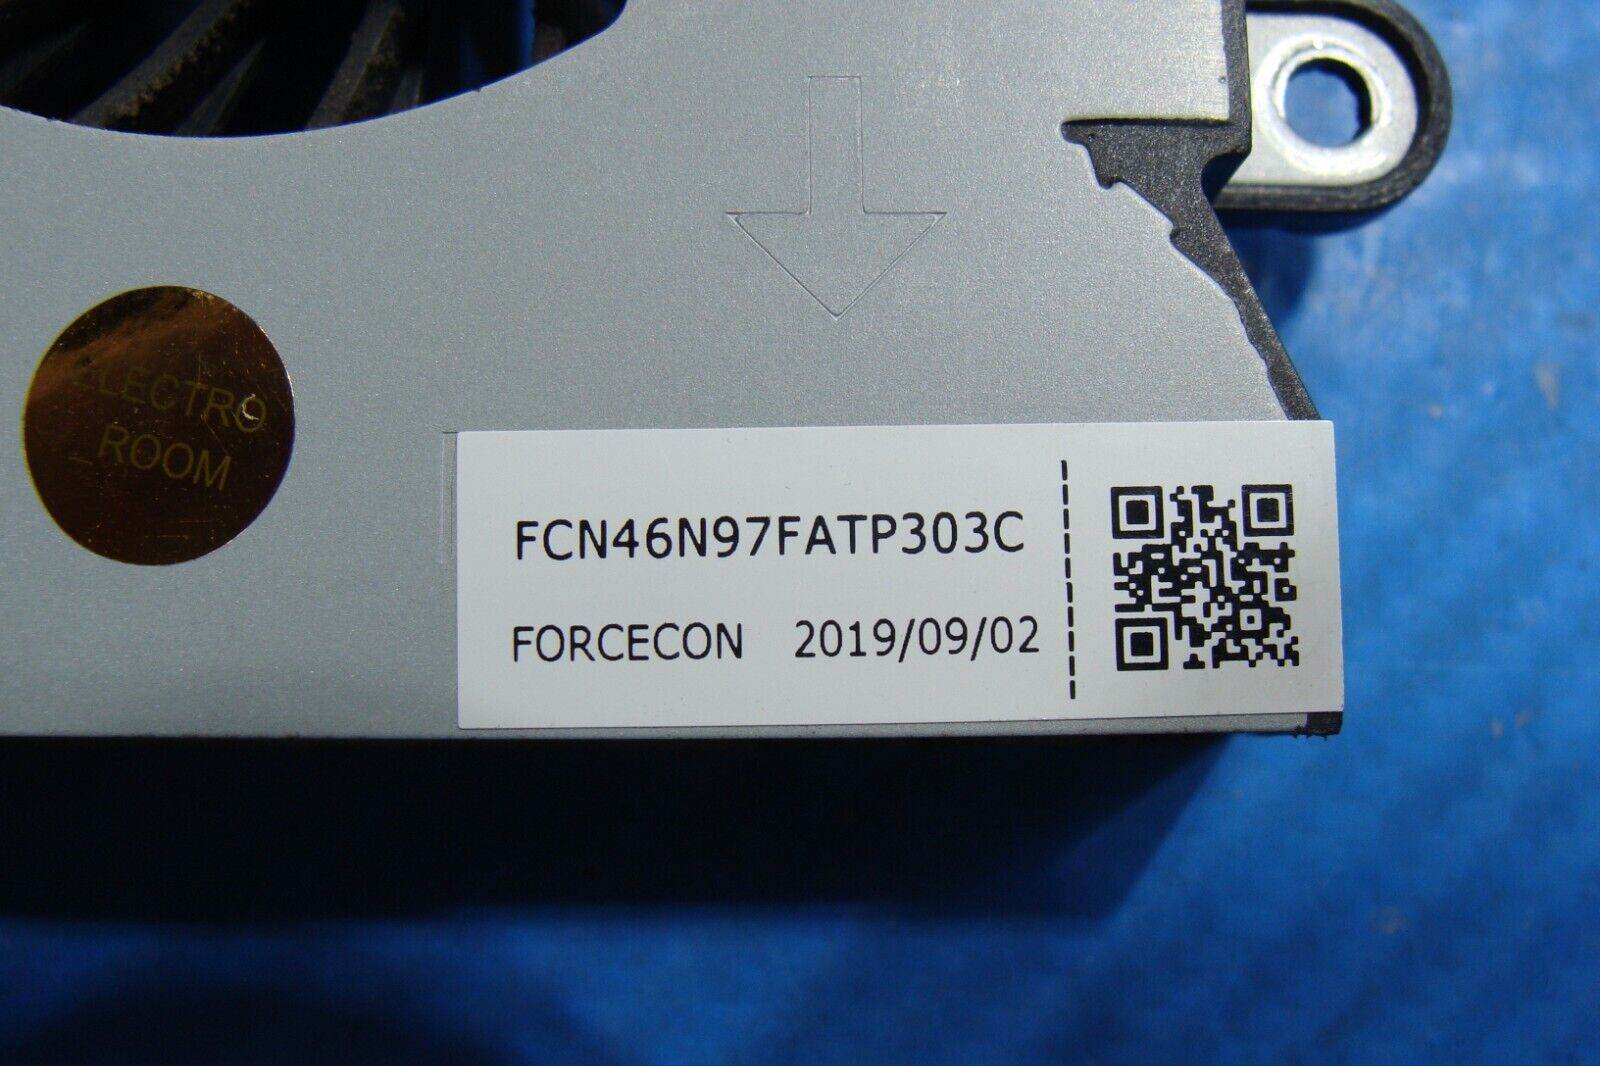 ELECTRO
ROOM
FCN46N97FATP303C
FORCECON 2019/09/02